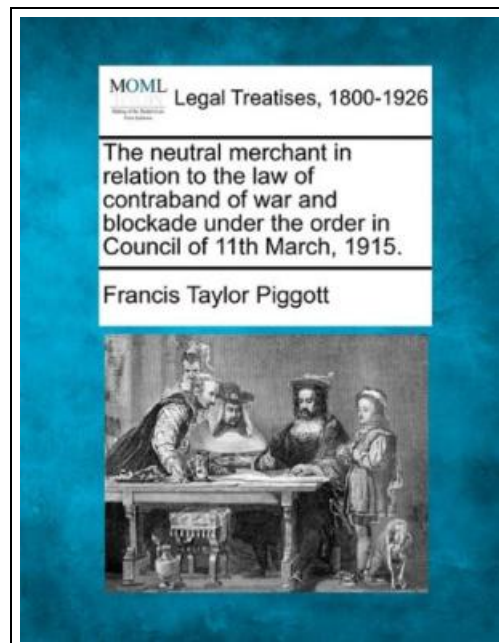 MOML
Legal Treatises, 1800-1926
The neutral merchant in
relation to the law of
contraband of war and
blockade under the order in
Council of 11th March, 1915.
Francis Taylor Piggott